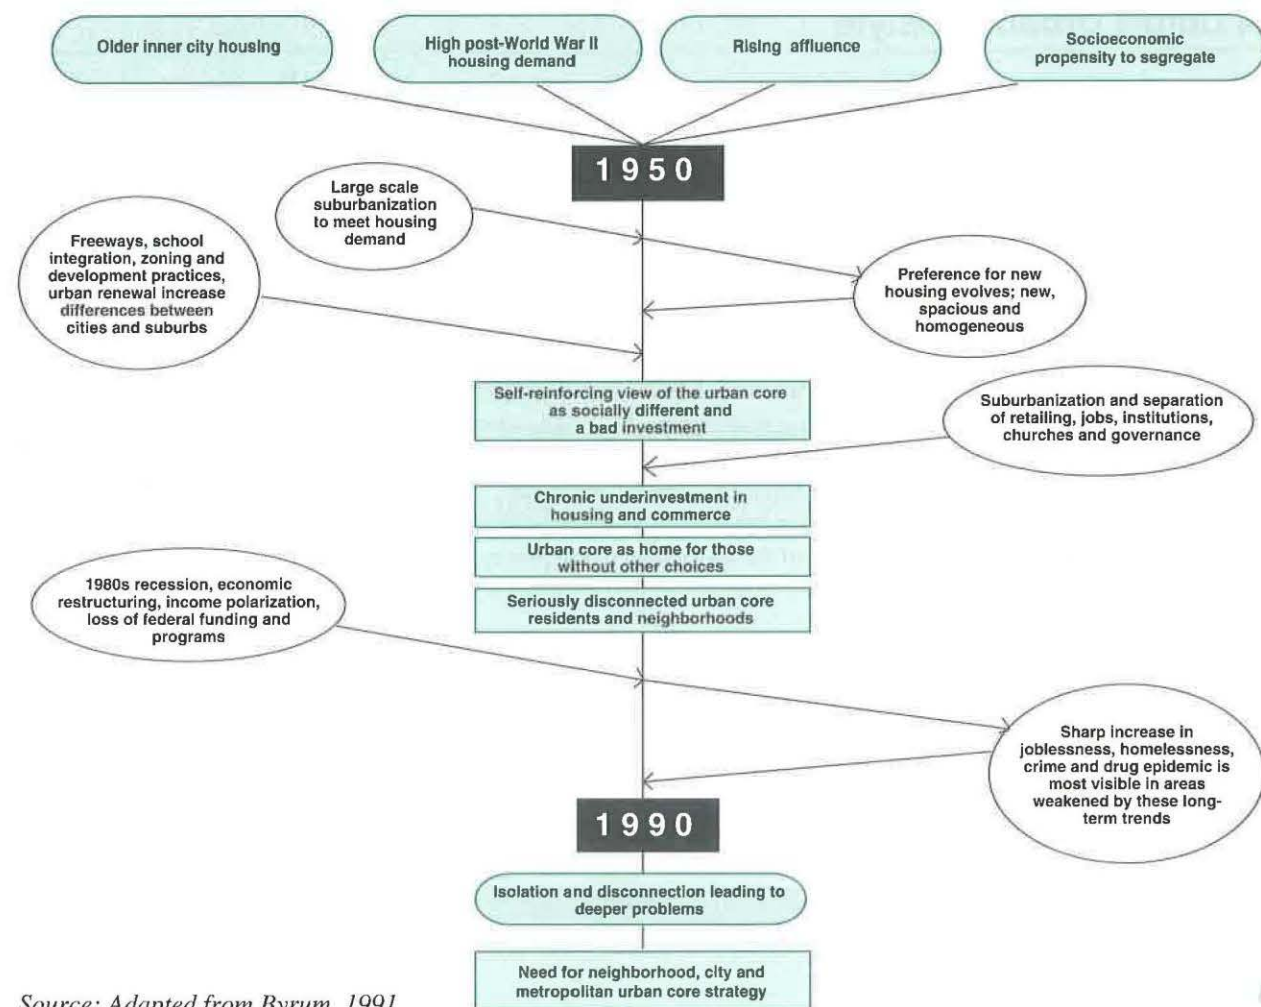 Older inner city housing
High post-World War II
housing demand
Rising affluence
Socioeconomic
propensity to segregate
1950
Large scale
suburbanization
to meet housing
demand
Freeways, school
integration, zoning and
development practices,
urban renewal increase
differences between
cities and suburbs
Preference for new
housing evolves; new,
spacious and
homogeneous
Self-reinforcing view of the urban core
as socially different and
a bad investment
Suburbanization and separation
of retailing, jobs, institutions,
churches and governance
Chronic underinvestment in
housing and commerce
Urban core as home for those
without other choices
1980s recession, economic
restructuring, income polarization,
loss of federal funding and
programs
Seriously disconnected urban core
residents and neighborhoods
Sharp increase in
joblessness, homelessness,
crime and drug epidemic is
most visible in areas
weakened by these long-
term trends
1990
Isolation and disconnection leading to
deeper problems
Need for neighborhood, city and
metropolitan urban core strategy
Source: Adapted from Byrum, 1991